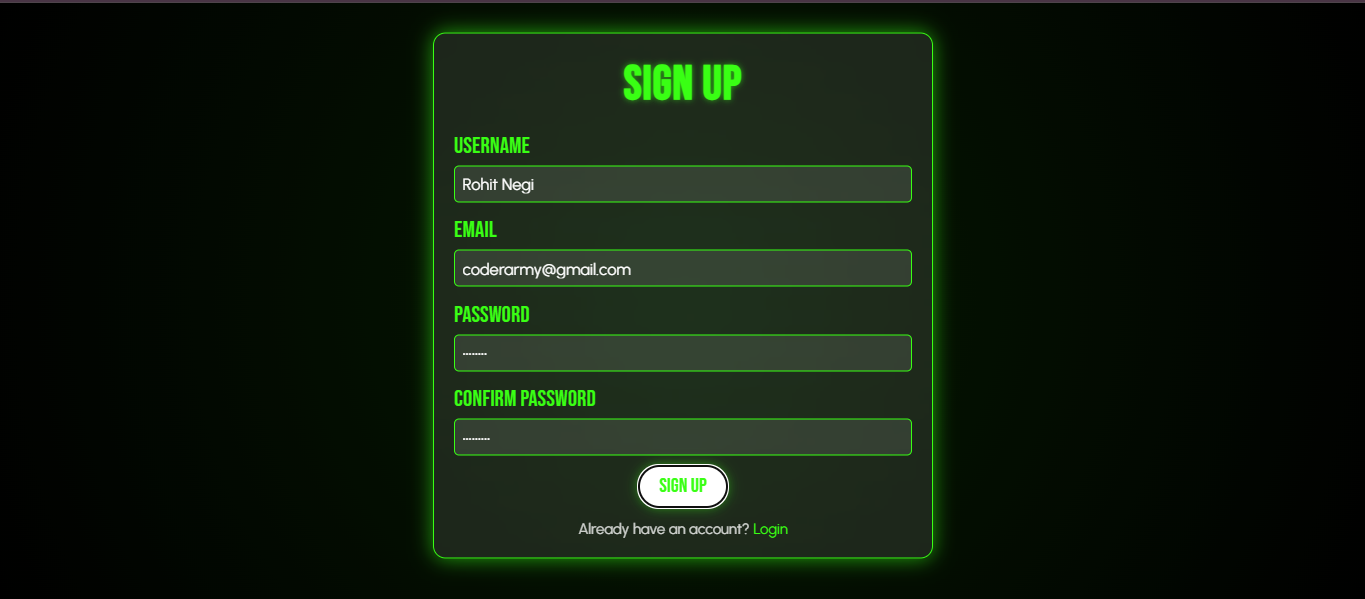 SIGN UP
USERNAME
Rohit Negi
EMAIL
coderarmy@gmail.com
PASSWORD
········
CONFIRM PASSWORD
·········
SIGN UP
Already have an account? Login